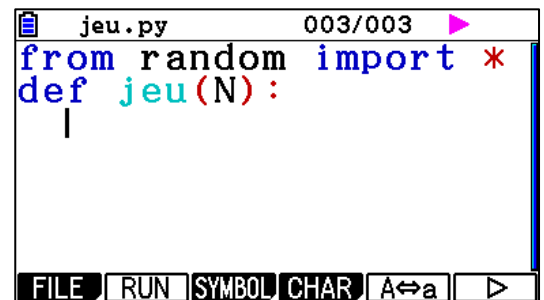 jeu.py 003/003
from random import *
def jeu(N):
FILE RUN SYMBOL CHAR A⇔a ▷